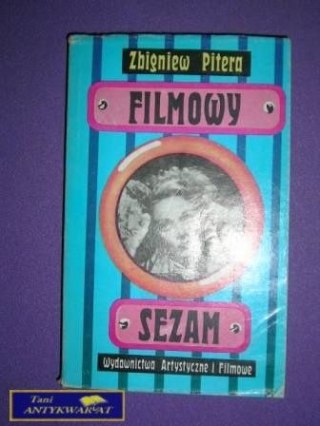 Zbigniew Pitera
FILMOWY
SEZAM
Wydawnictwa Artystyczne i Filmowe
Tani
ANTYKWARIAT